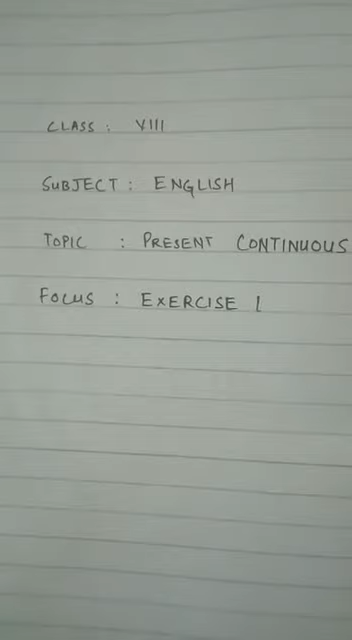 CLASS : VIII
SUBJECT : ENGLISH
TOPIC : PRESENT CONTINUOUS
FOCUS : EXERCISE 1